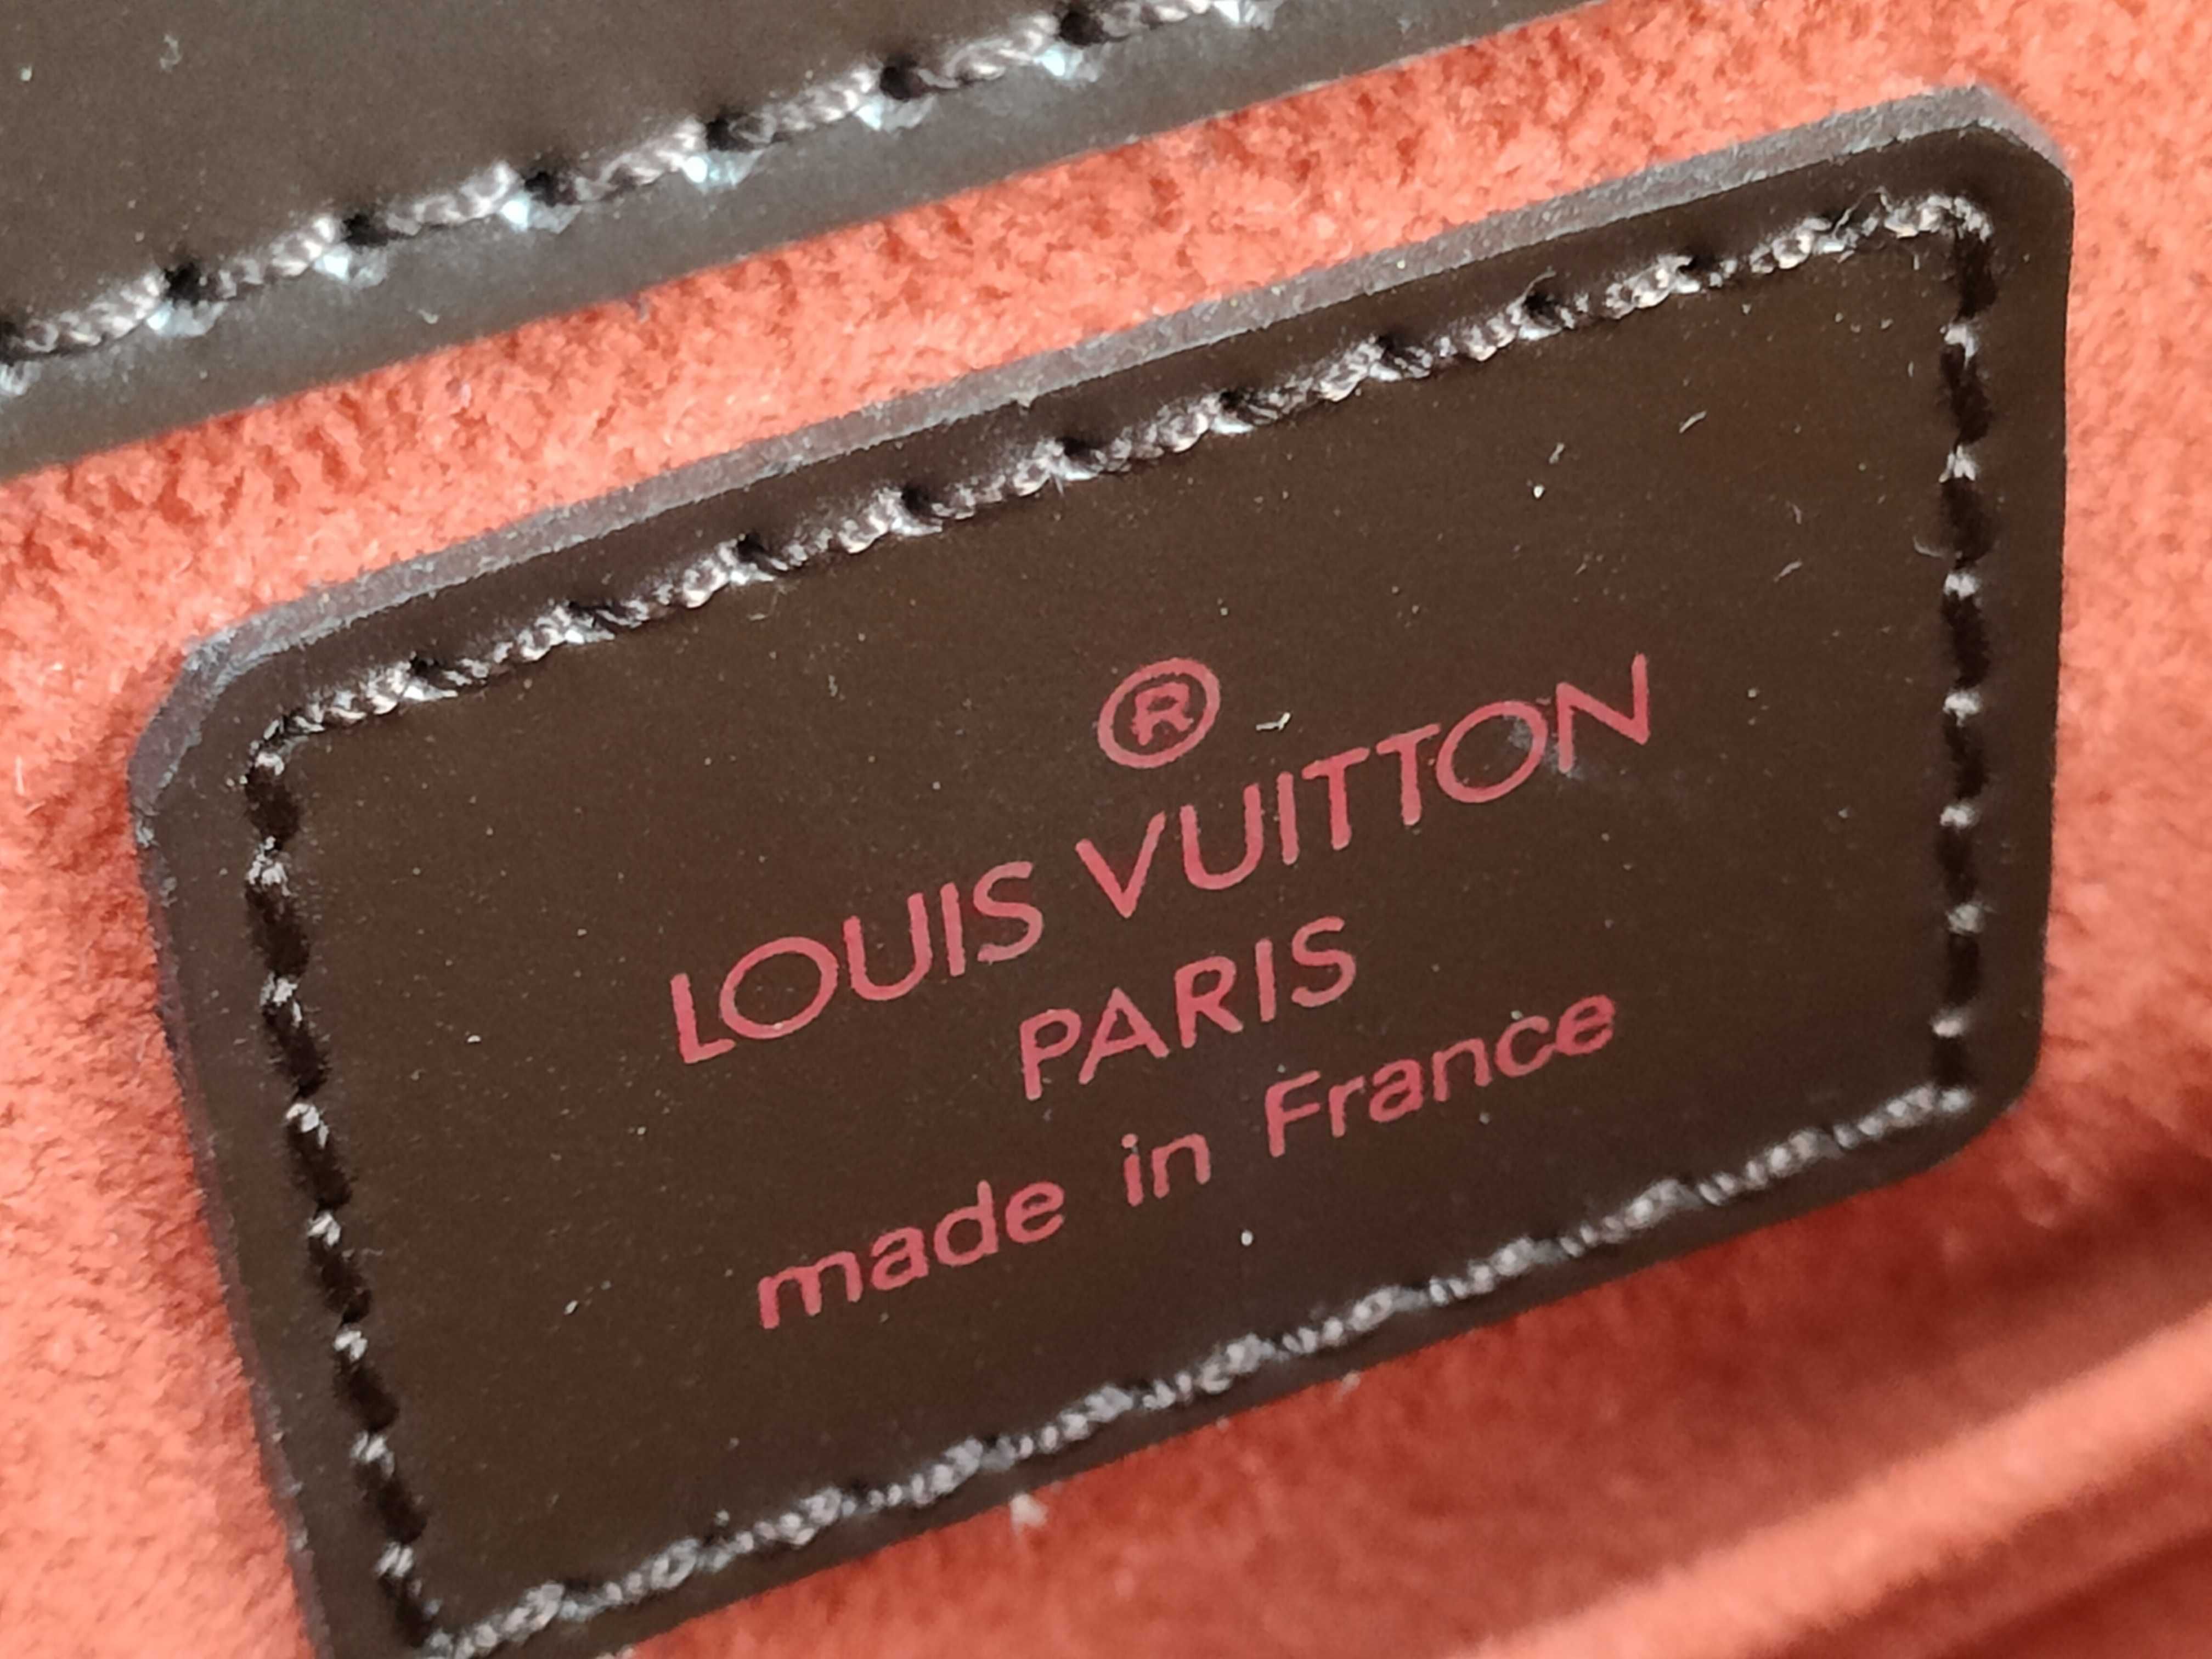 ®
LOUIS VUITTON
PARIS
made in France